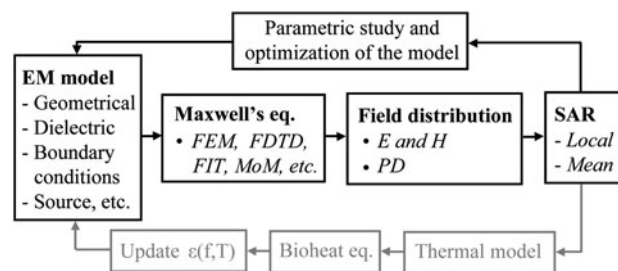 Parametric study and
optimization of the model
EM model
- Geometrical
- Dielectric
- Boundary
conditions
- Source, etc.
Maxwell's eq.
• FEM, FDTD,
FIT, MoM, etc.
Field distribution
• E and H
• PD
SAR
- Local
- Mean
Update ε(f,T)
Bioheat eq.
Thermal model